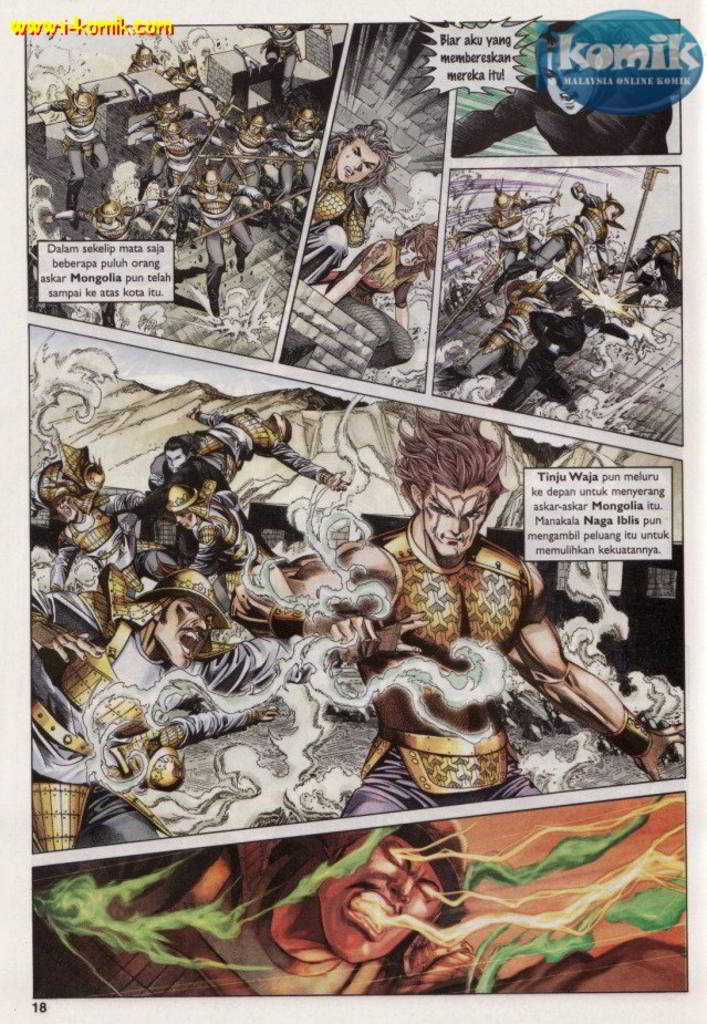 www.i-komik.com
ikomik
MALAYSIA ONLINE KOMIK
Dalam sekelip mata saja
beberapa puluh orang
askar Mongolia pun telah
sampai ke atas kota itu.
Biar aku yang
membereskan
mereka itu!
Tinju Waja pun meluru
ke depan untuk menyerang
askar-askar Mongolia itu.
Manakala Naga Iblis pun
mengambil peluang itu untuk
memulihkan kekuatannya.
18